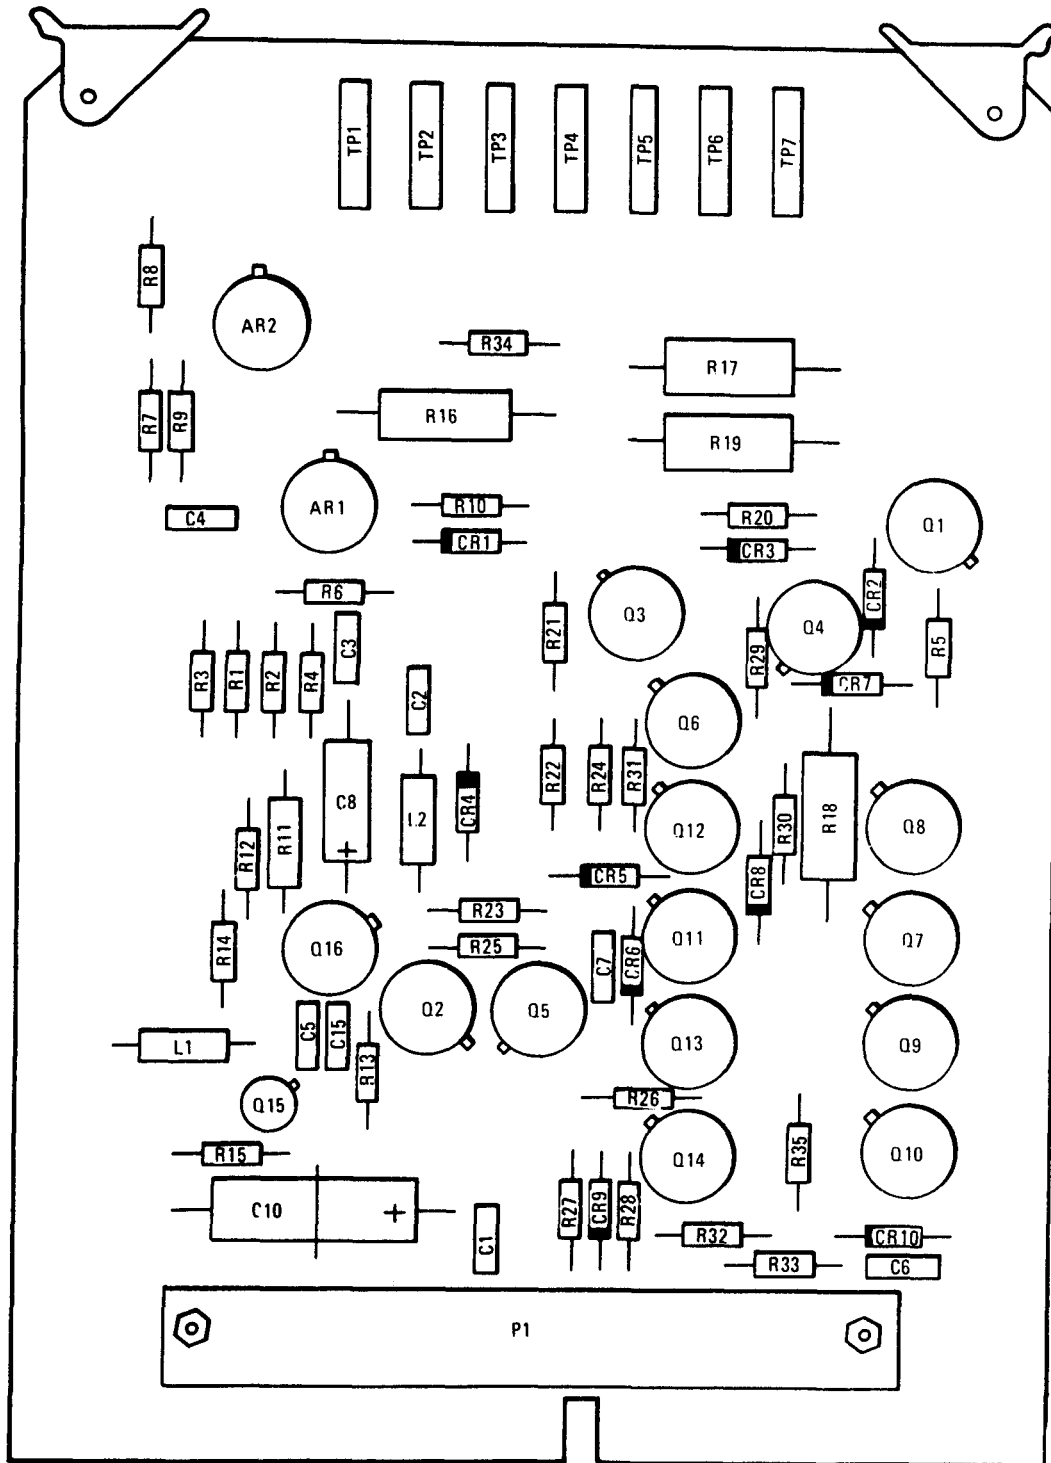 TP1
TP2
TP3
TP4
TP5
TP6
TP7
R8
AR2
R34
R17
R16
R7
R9
R19
AR1
R10
C4
CR1
R20
CR3
Q1
R6
CR2
C3
R21
Q3
Q4
R29
R5
R3
R1
R2
R4
C2
CR7
Q6
C8
L2
CR4
R22
R24
R31
R11
R12
Q12
R30
R18
Q8
CR5
CR8
R23
R14
Q16
R25
C7
CR6
Q11
Q7
Q2
Q5
C5
C15
L1
R13
Q13
Q9
Q15
R26
R15
Q14
R35
Q10
C10
+
+
C1
R27
CR9
R28
R32
CR10
R33
C6
P1